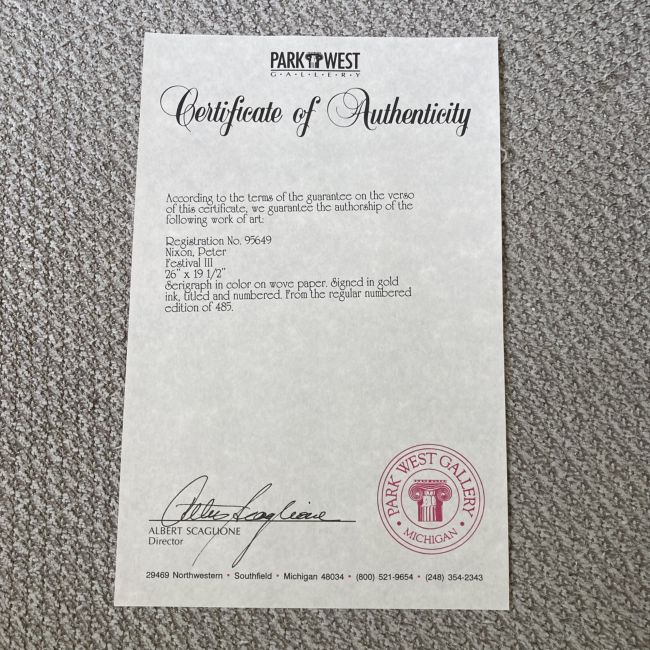 PARK WEST
G·A·L·L·E·R·Y
Certificate of Authenticity
According to the terms of the guarantee on the verso
of this certificate, we guarantee the authorship of the
following work of art:
Registration No. 95649
Nixon, Peter
Festival III
26" x 19 1/2"
Serigraph in color on wove paper. Signed in gold
ink, titled and numbered. From the regular numbered
edition of 485.
Albert Scaglione
ALBERT SCAGLIONE
Director
PARK WEST GALLERY
• MICHIGAN •
29469 Northwestern • Southfield • Michigan 48034 • (800) 521-9654 • (248) 354-2343